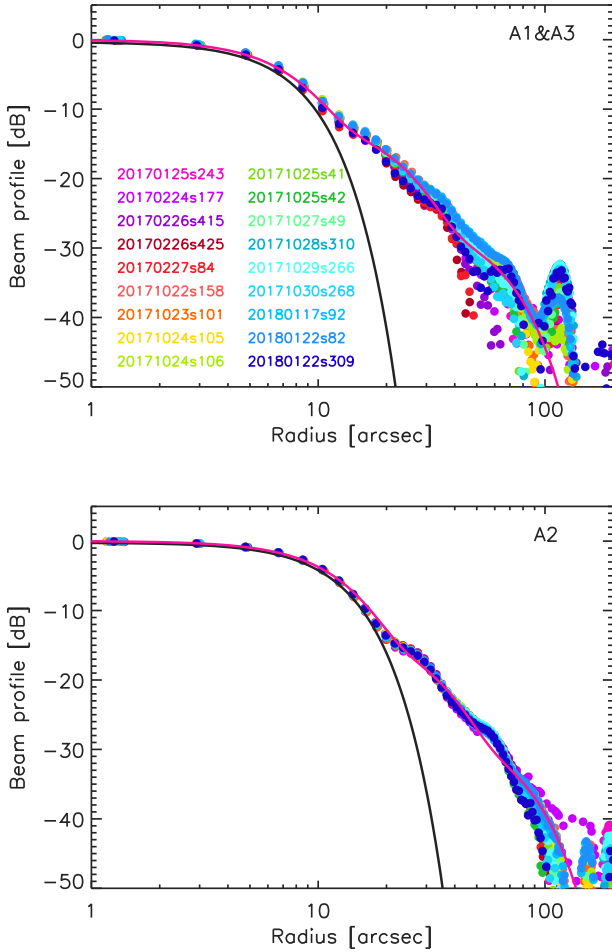 A1&A3
0
−10
−20
−30
−40
−50
Beam profile [dB]
20170125s243 20171025s41
20170224s177 20171025s42
20170226s415 20171027s49
20170226s425 20171028s310
20170227s84 20171029s266
20171022s158 20171030s268
20171023s101 20180117s92
20171024s105 20180122s82
20171024s106 20180122s309
1 10 100
Radius [arcsec]
A2
0
−10
−20
−30
−40
−50
Beam profile [dB]
1 10 100
Radius [arcsec]